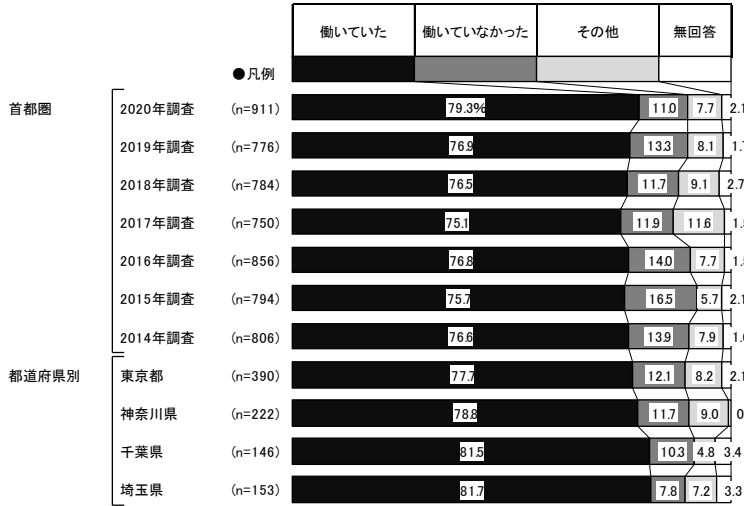 働いていた 働いていなかった その他 無回答
●凡例
首都圏 2020年調査 (n=911) 79.3% 11.0 7.7 2.1
2019年調査 (n=776) 76.9 13.3 8.1
2018年調査 (n=784) 76.5 11.7 9.1 2.7
2017年調査 (n=750) 75.1 11.9 11.6
2016年調査 (n=856) 76.8 14.0 7.7
2015年調査 (n=794) 75.7 16.5 5.7 2.1
2014年調査 (n=806) 76.6 13.9 7.9
都道府県別 東京都 (n=390) 77.7 12.1 8.2 2.1
神奈川県 (n=222) 78.8 11.7 9.0
千葉県 (n=146) 81.5 10.3 4.8 3.4
埼玉県 (n=153) 81.7 7.8 7.2 3.3